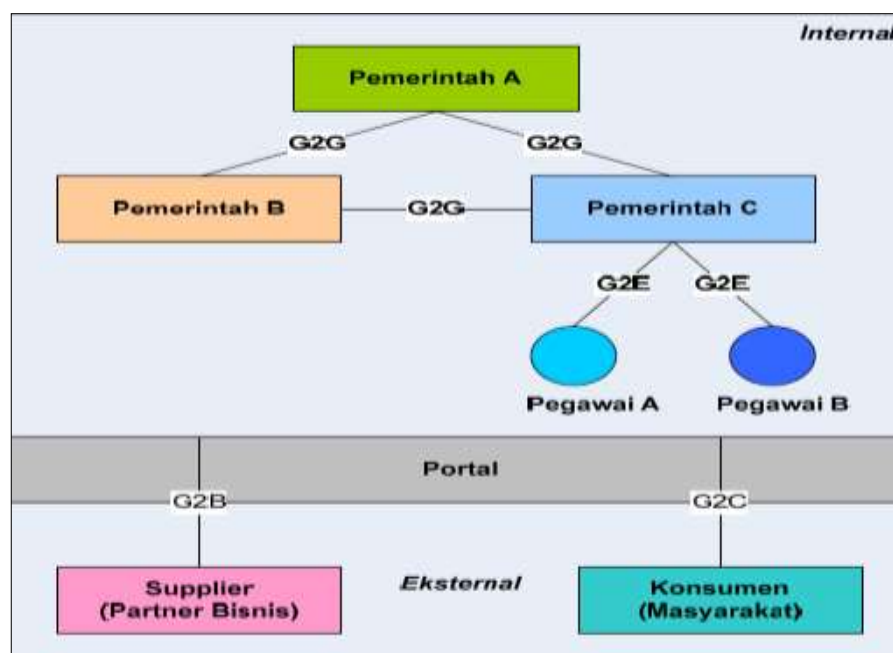 Internal
Pemerintah A
G2G
G2G
Pemerintah B
G2G
Pemerintah C
G2E
G2E
Pegawai A
Pegawai B
Portal
G2B
G2C
Supplier
(Partner Bisnis)
Eksternal
Konsumen
(Masyarakat)